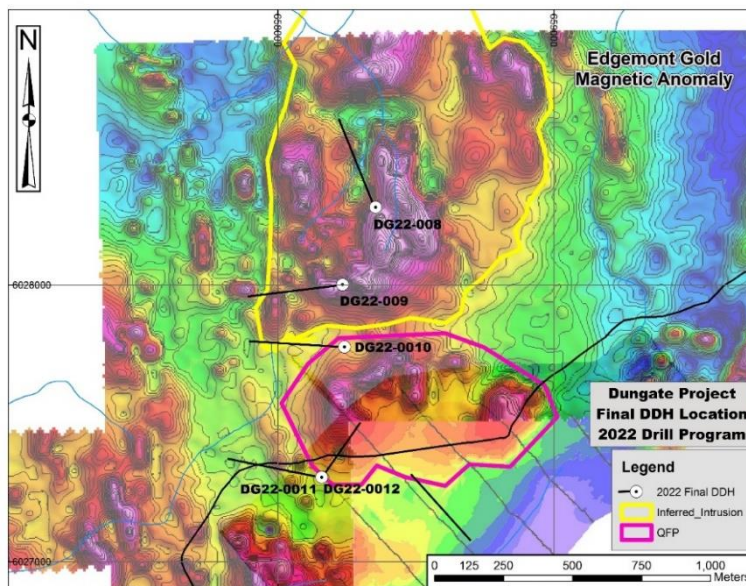 658000
659000
N
Edgemont Gold
Magnetic Anomaly
DG22-008
6028000
DG22-009
DG22-0010
Dungate Project
Final DDH Location
2022 Drill Program
Legend
2022 Final DDH
Inferred_Intrusion
QFP
DG22-0011
DG22-0012
6027000
0 125 250 500 750 1,000
Meters